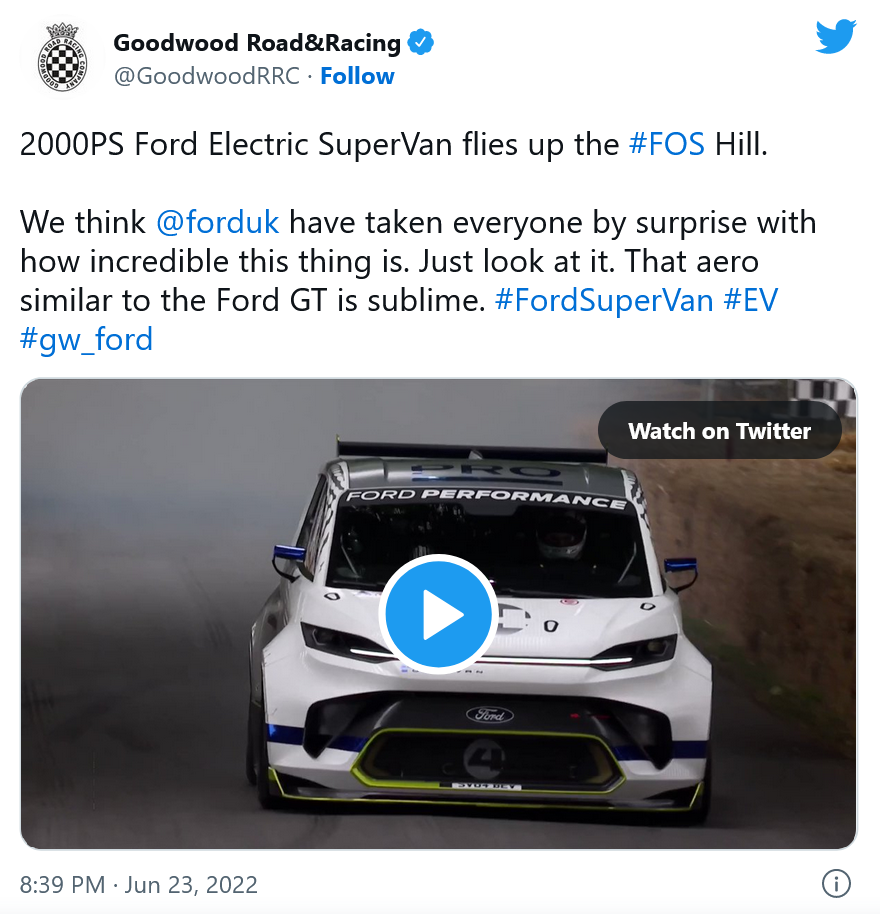 Goodwood Road&Racing
@GoodwoodRRC · Follow
2000PS Ford Electric SuperVan flies up the #FOS Hill.
We think @forduk have taken everyone by surprise with
how incredible this thing is. Just look at it. That aero
similar to the Ford GT is sublime. #FordSuperVan #EV
#gw_ford
Watch on Twitter
PRO
FORD PERFORMANCE
Ford
4
8:39 PM · Jun 23, 2022